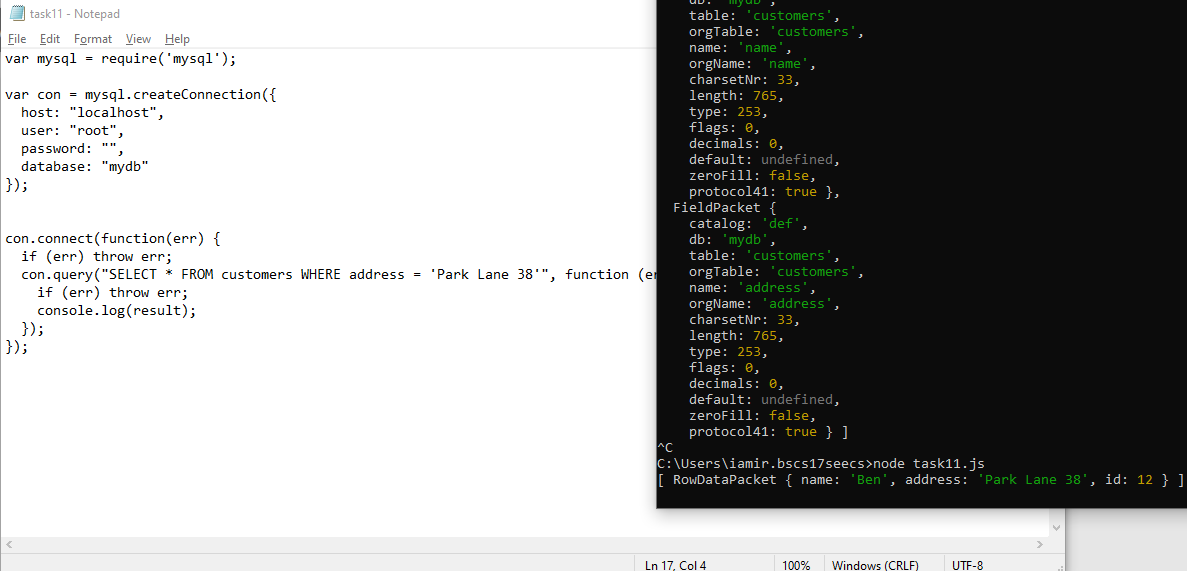 task11 - Notepad
File Edit Format View Help
var mysql = require('mysql');
var con = mysql.createConnection({
host: "localhost",
user: "root",
password: "",
database: "mydb"
});
con.connect(function(err) {
if (err) throw err;
con.query("SELECT * FROM customers WHERE address = 'Park Lane 38'", function (er
if (err) throw err;
console.log(result);
});
});
Ln 17, Col 4 100% Windows (CRLF) UTF-8
db: 'mydb',
table: 'customers',
orgTable: 'customers',
name: 'name',
orgName: 'name',
charsetNr: 33,
length: 765,
type: 253,
flags: 0,
decimals: 0,
default: undefined,
zeroFill: false,
protocol41: true },
FieldPacket {
catalog: 'def',
db: 'mydb',
table: 'customers',
orgTable: 'customers',
name: 'address',
orgName: 'address',
charsetNr: 33,
length: 765,
type: 253,
flags: 0,
decimals: 0,
default: undefined,
zeroFill: false,
protocol41: true } ]
^C
C:\Users\iamir.bscs17seecs>node task11.js
[ RowDataPacket { name: 'Ben', address: 'Park Lane 38', id: 12 } ]